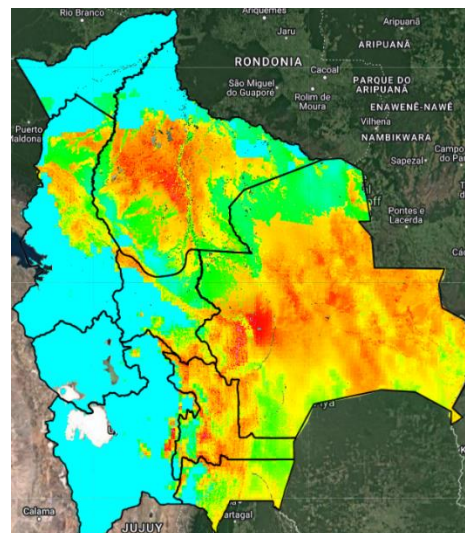 Rio Branco
Ariquemes
Jaru
Aripuanã
ARIPUANÃ
RONDONIA
Cacoal
São Miguel
do Guaporé
Rolim de
Moura
PARQUE DO
ARIPUANÃ
ENAWENÊ-NAWÊ
Vilhena
NAMBIKWARA
Puerto
Maldona
Sapezal
Campo
Pontes e
Lacerda
Calama
JUJUY
artagal